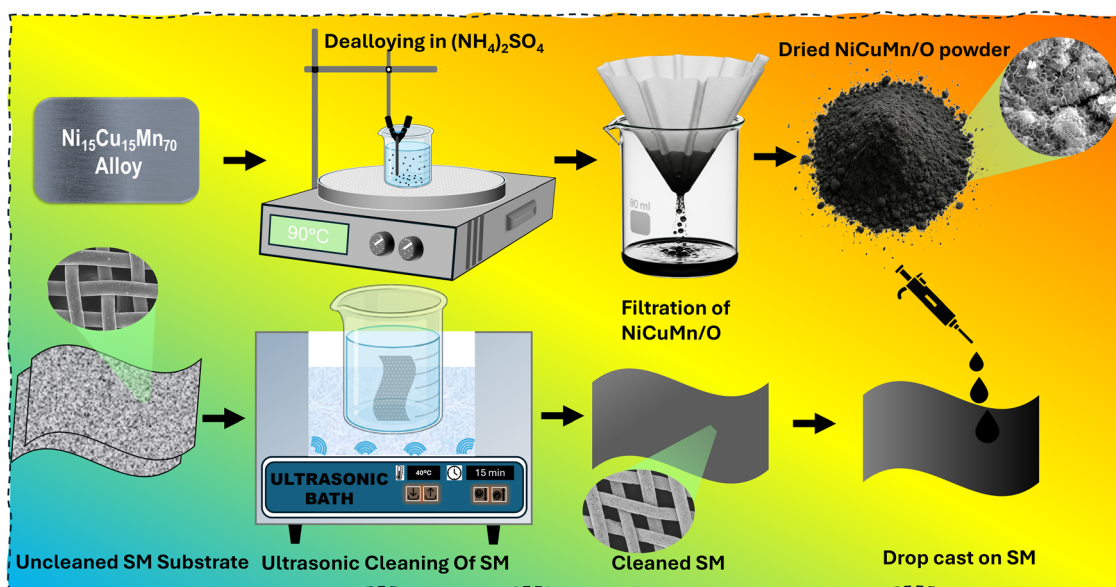 Dealloying in (NH₄)₂SO₄
Dried NiCuMn/O powder
Ni₁₅Cu₁₅Mn₇₀
Alloy
90°C
80 ml
Filtration of
NiCuMn/O
40°C
15 min
ULTRASONIC
BATH
Uncleaned SM Substrate
Ultrasonic Cleaning Of SM
Cleaned SM
Drop cast on SM